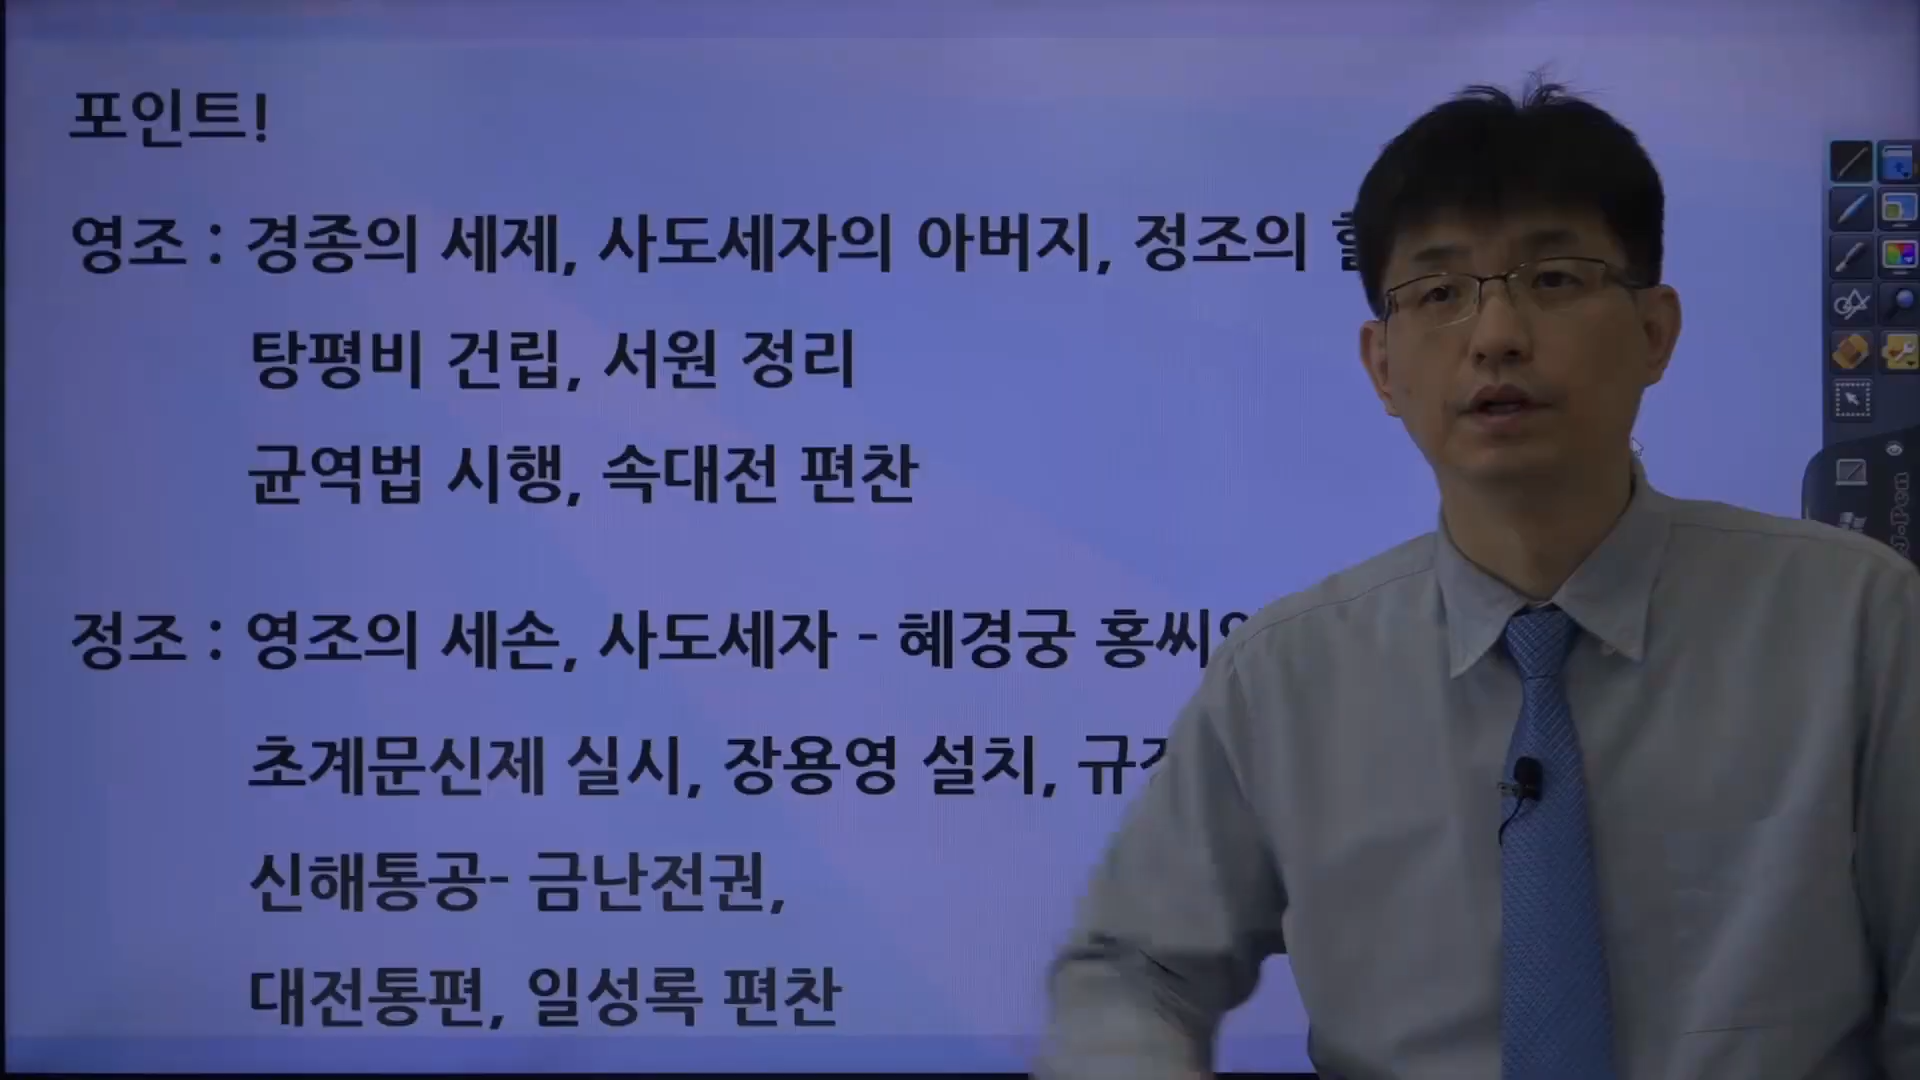 포인트!
영조 : 경종의 세제, 사도세자의 아버지, 정조의
탕평비 건립, 서원 정리
균역법 시행, 속대전 편찬
정조 : 영조의 세손, 사도세자 - 혜경궁 홍씨의
초계문신제 실시, 장용영 설치,
신해통공- 금난전권,
대전통편, 일성록 편찬